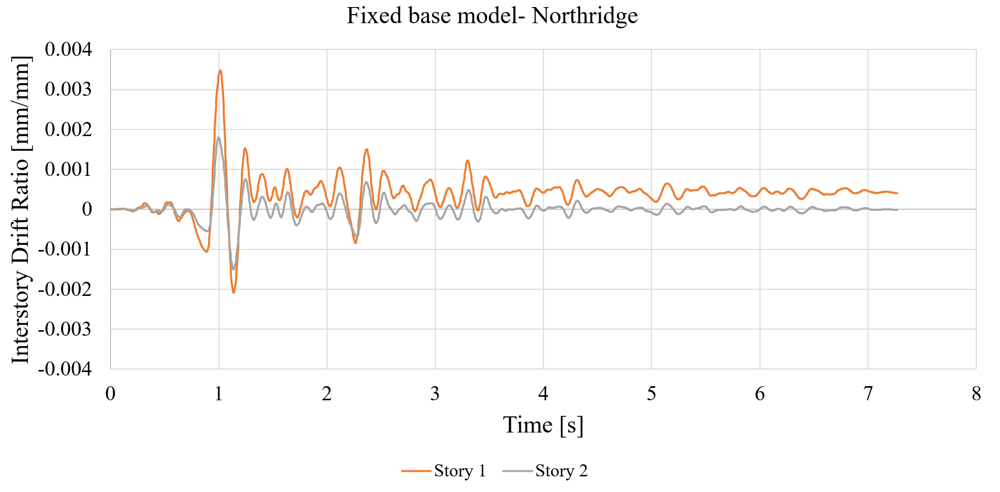 Fixed base model- Northridge
Interstory Drift Ratio [mm/mm]
0.004
0.003
0.002
0.001
0
-0.001
-0.002
-0.003
-0.004
0 1 2 3 4 5 6 7 8
Time [s]
Story 1 Story 2